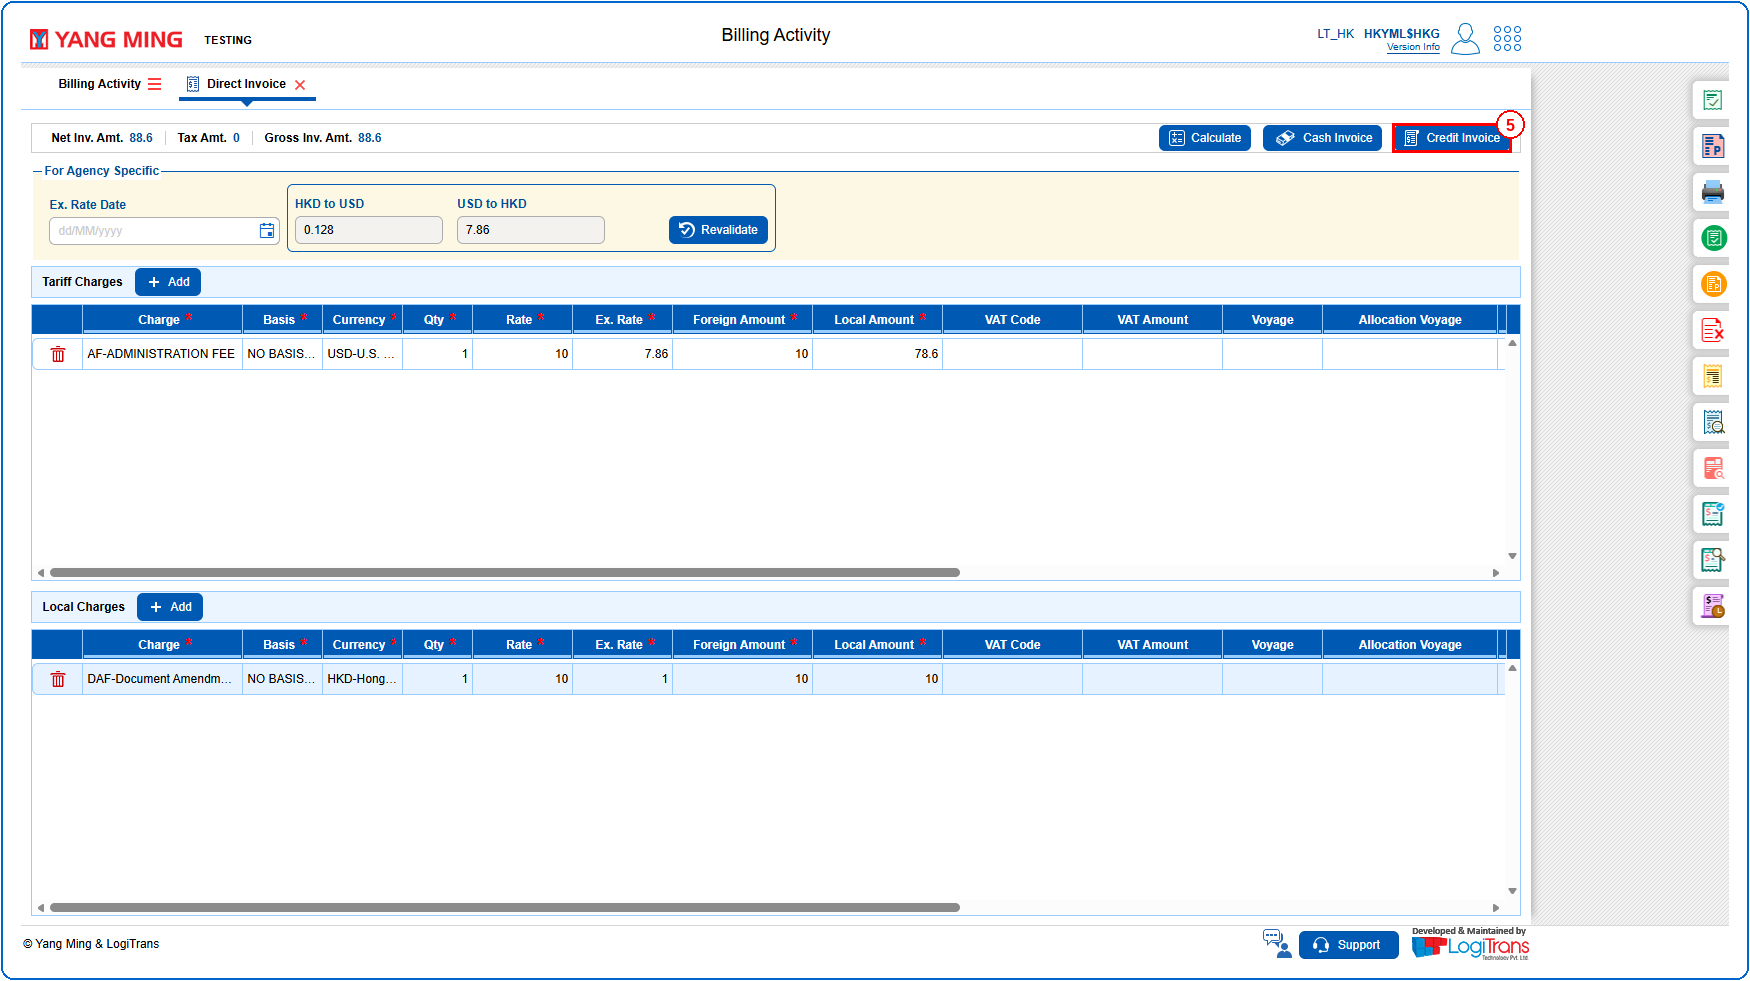 YANG MING TESTING
Billing Activity
LT_HK HKYML$HKG
Version Info
Billing Activity
Direct Invoice
Net Inv. Amt. 88.6 Tax Amt. 0 Gross Inv. Amt. 88.6
Calculate Cash Invoice Credit Invoice 5
For Agency Specific
Ex. Rate Date HKD to USD USD to HKD
dd/MM/yyyy 0.128 7.86 Revalidate
Tariff Charges + Add
Charge * Basis * Currency * Qty * Rate * Ex. Rate * Foreign Amount * Local Amount * VAT Code VAT Amount Voyage Allocation Voyage
AF-ADMINISTRATION FEE NO BASIS... USD-U.S. ... 1 10 7.86 10 78.6
Local Charges + Add
Charge * Basis * Currency * Qty * Rate * Ex. Rate * Foreign Amount * Local Amount * VAT Code VAT Amount Voyage Allocation Voyage
DAF-Document Amendm... NO BASIS... HKD-Hong... 1 10 1 10 10
© Yang Ming & LogiTrans
Support
Developed & Maintained by
LogiTrans
Technology Pvt. Ltd.